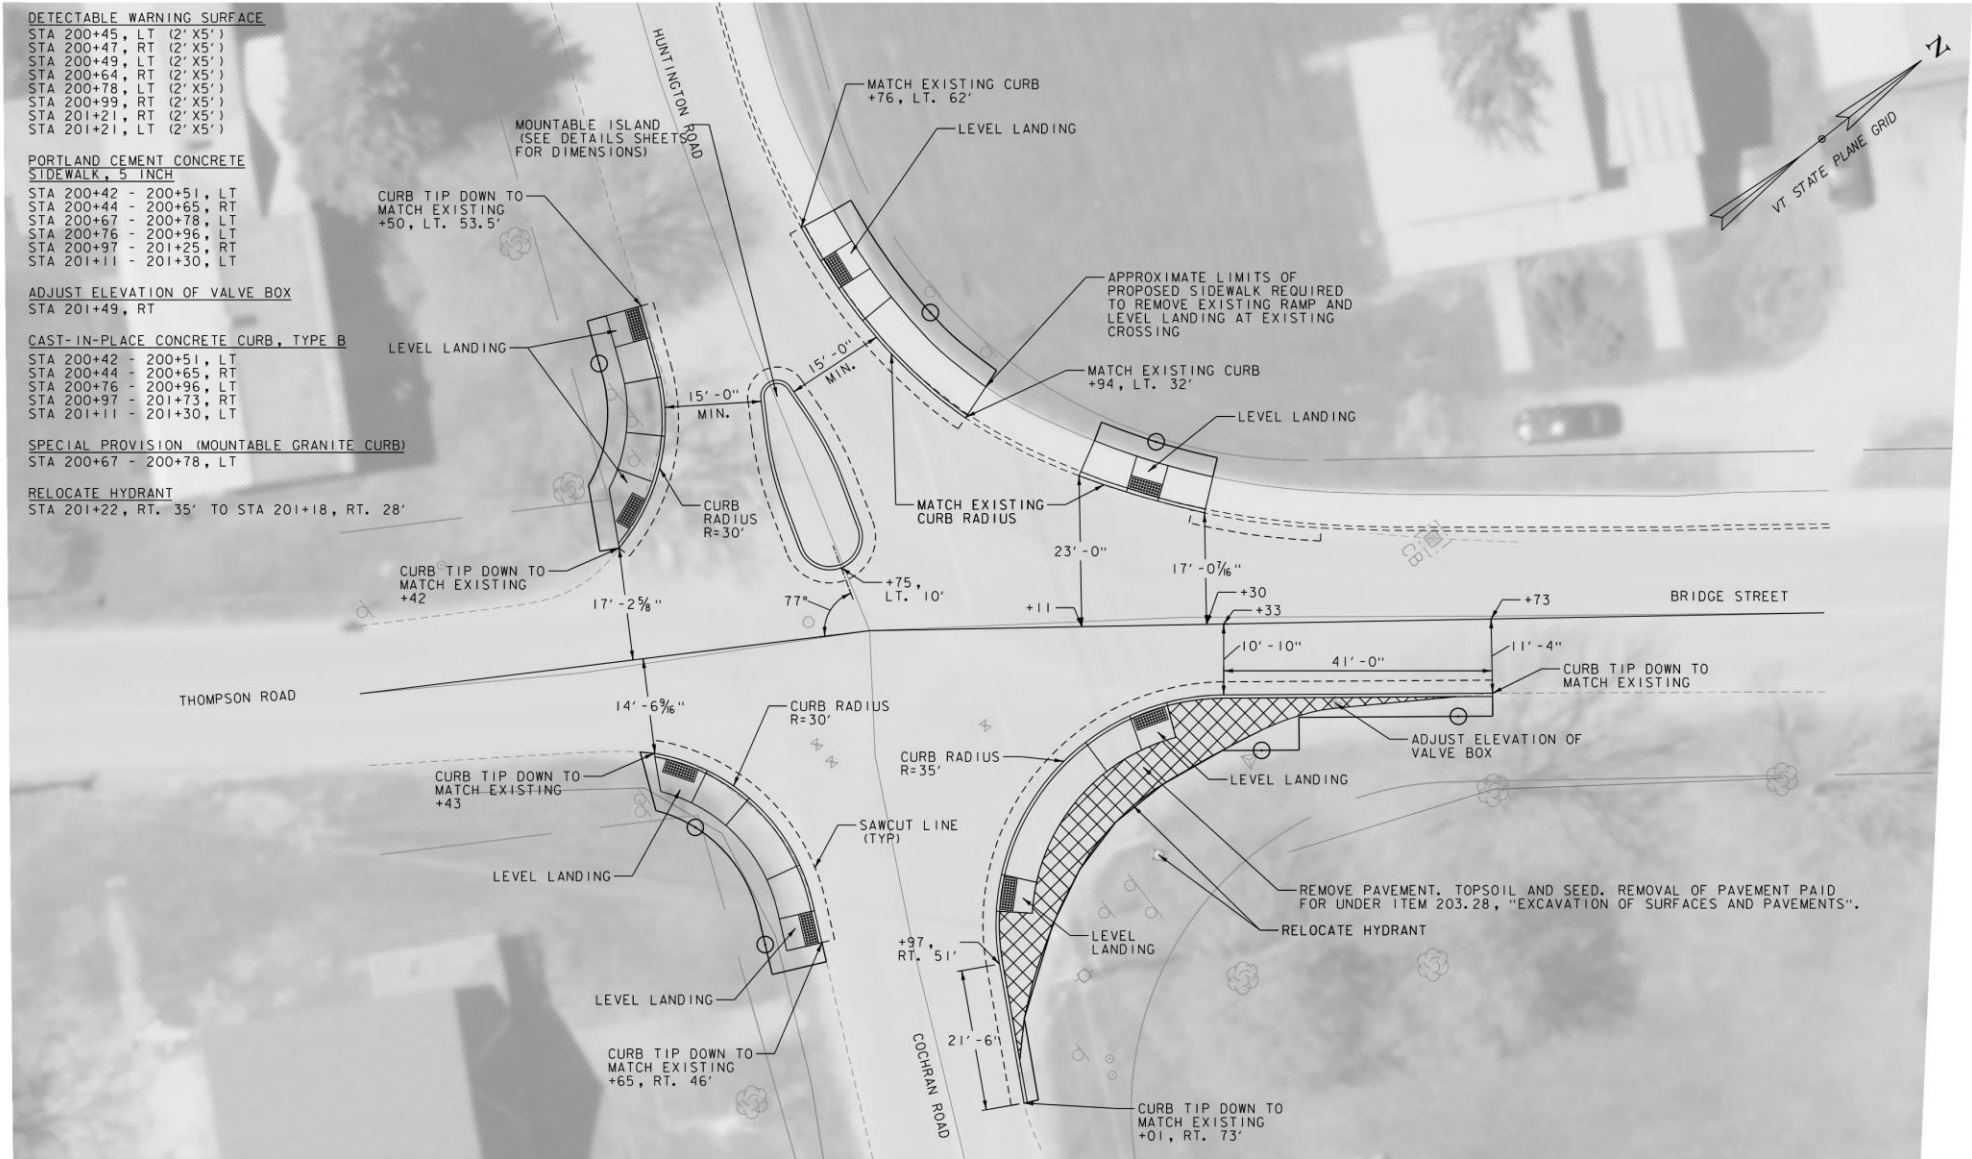 DETECTABLE WARNING SURFACE
STA 200+45, LT (2' X5')
STA 200+47, RT (2' X5')
STA 200+49, LT (2' X5')
STA 200+64, RT (2' X5')
STA 200+78, LT (2' X5')
STA 200+99, RT (2' X5')
STA 201+21, RT (2' X5')
STA 201+21, LT (2' X5')
PORTLAND CEMENT CONCRETE
SIDEWALK, 5 INCH
STA 200+42 - 200+51, LT
STA 200+44 - 200+65, RT
STA 200+67 - 200+78, LT
STA 200+76 - 200+96, LT
STA 200+97 - 201+25, RT
STA 201+11 - 201+30, LT
ADJUST ELEVATION OF VALVE BOX
STA 201+49, RT
CAST-IN-PLACE CONCRETE CURB, TYPE B
STA 200+42 - 200+51, LT
STA 200+44 - 200+65, RT
STA 200+76 - 200+96, LT
STA 200+97 - 201+73, RT
STA 201+11 - 201+30, LT
SPECIAL PROVISION (MOUNTABLE GRANITE CURB)
STA 200+67 - 200+78, LT
RELOCATE HYDRANT
STA 201+22, RT. 35' TO STA 201+18, RT. 28'
HUNTINGTON ROAD
MOUNTABLE ISLAND
(SEE DETAILS SHEETS
FOR DIMENSIONS)
CURB TIP DOWN TO
MATCH EXISTING
+50, LT. 53.5'
MATCH EXISTING CURB
+76, LT. 62'
LEVEL LANDING
N
VT STATE PLANE GRID
APPROXIMATE LIMITS OF
PROPOSED SIDEWALK REQUIRED
TO REMOVE EXISTING RAMP AND
LEVEL LANDING AT EXISTING
CROSSING
LEVEL LANDING
15'-0"
MIN.
15'-0"
MIN.
MATCH EXISTING CURB
+94, LT. 32'
LEVEL LANDING
CURB
RADIUS
R=30'
MATCH EXISTING
CURB RADIUS
CB
CURB TIP DOWN TO
MATCH EXISTING
+42
17'-2⅝"
77°
+75,
LT. 10'
23'-0"
17'-0⁷⁄₁₆"
+11
+30
+33
+73
BRIDGE STREET
10'-10"
41'-0"
11'-4"
CURB TIP DOWN TO
MATCH EXISTING
THOMPSON ROAD
14'-6⁹⁄₁₆"
CURB RADIUS
R=30'
CURB RADIUS
R=35'
ADJUST ELEVATION OF
VALVE BOX
LEVEL LANDING
CURB TIP DOWN TO
MATCH EXISTING
+43
SAWCUT LINE
(TYP)
LEVEL LANDING
REMOVE PAVEMENT. TOPSOIL AND SEED. REMOVAL OF PAVEMENT PAID
FOR UNDER ITEM 203.28, "EXCAVATION OF SURFACES AND PAVEMENTS".
RELOCATE HYDRANT
LEVEL
LANDING
+97,
RT. 51'
LEVEL LANDING
21'-6"
CURB TIP DOWN TO
MATCH EXISTING
+65, RT. 46'
COCHRAN ROAD
CURB TIP DOWN TO
MATCH EXISTING
+01, RT. 73'